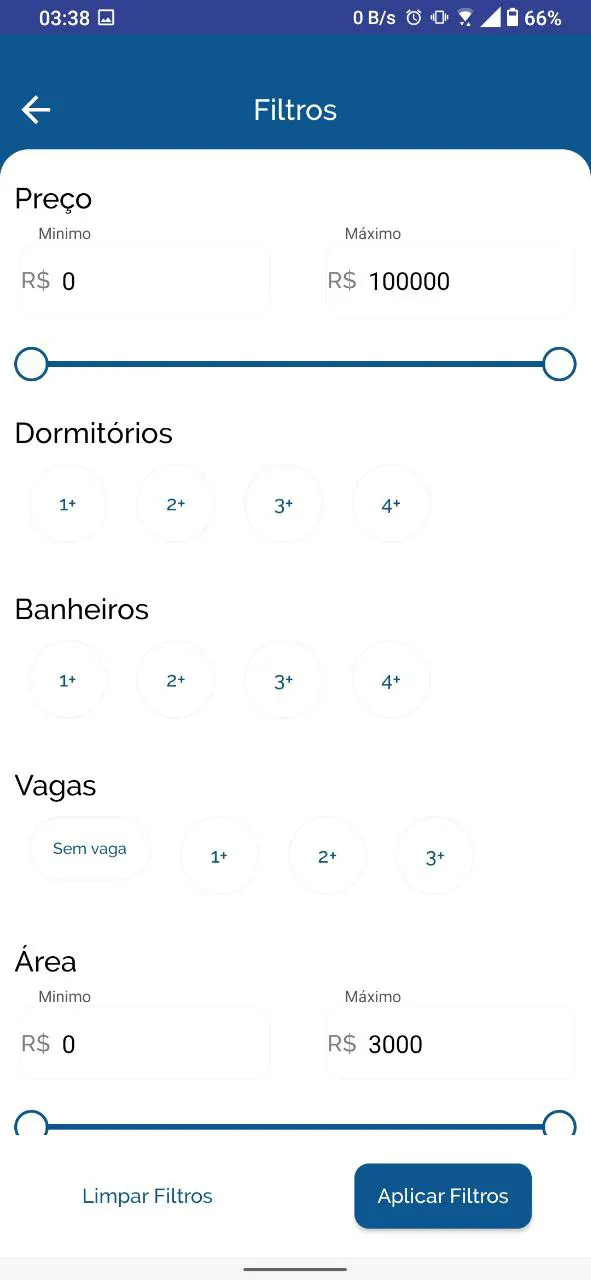 03:38 0 B/s 66%
Filtros
Preço
Minimo Máximo
R$ 0 R$ 100000
Dormitórios
1+ 2+ 3+ 4+
Banheiros
1+ 2+ 3+ 4+
Vagas
Sem vaga 1+ 2+ 3+
Área
Minimo Máximo
R$ 0 R$ 3000
Limpar Filtros Aplicar Filtros